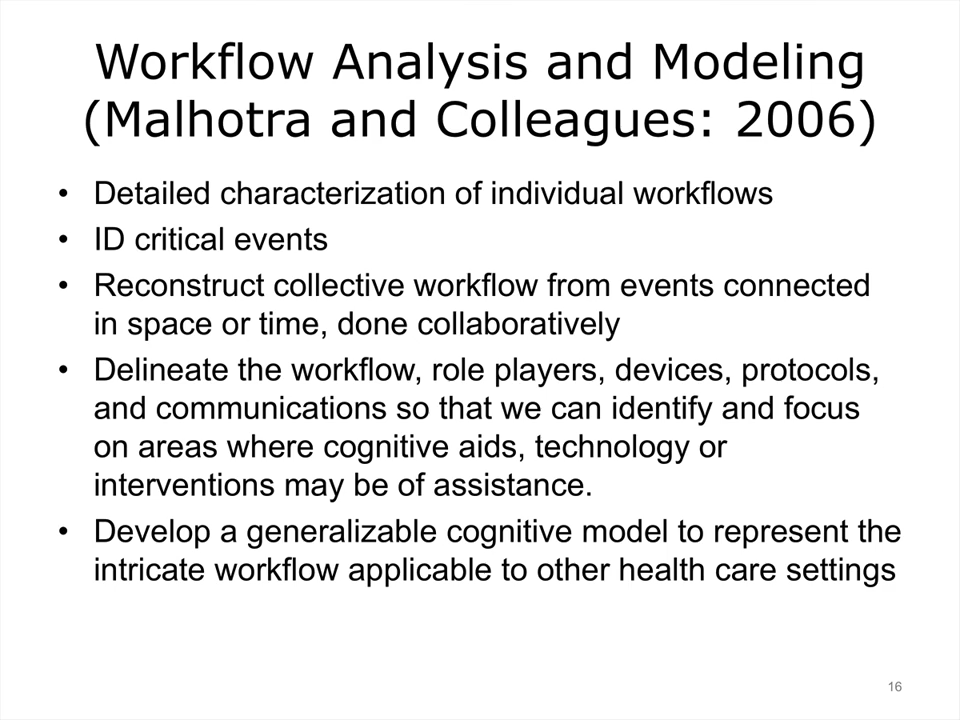 Workflow Analysis and Modeling
(Malhotra and Colleagues: 2006)
• Detailed characterization of individual workflows
• ID critical events
• Reconstruct collective workflow from events connected
in space or time, done collaboratively
• Delineate the workflow, role players, devices, protocols,
and communications so that we can identify and focus
on areas where cognitive aids, technology or
interventions may be of assistance.
• Develop a generalizable cognitive model to represent the
intricate workflow applicable to other health care settings
16